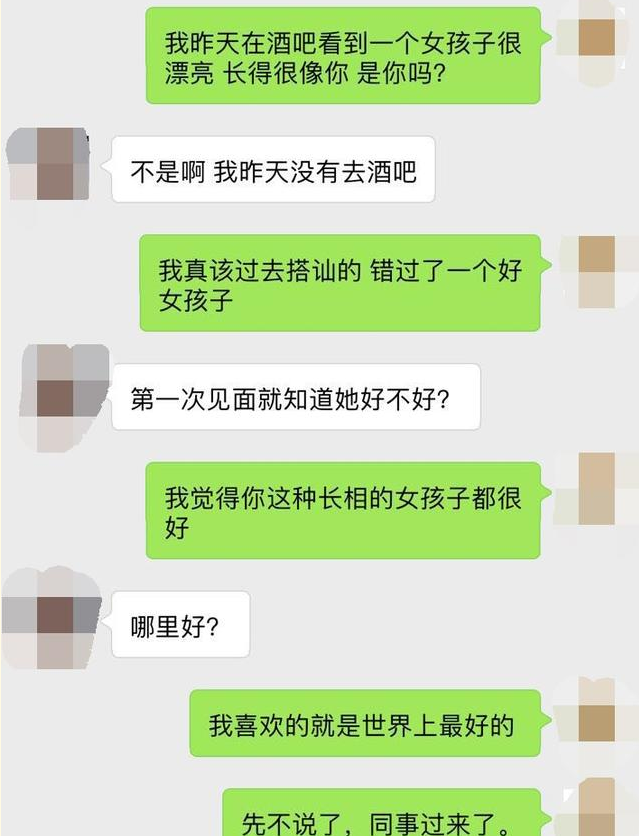 我昨天在酒吧看到一个女孩子很
漂亮 长得很像你 是你吗?
不是啊 我昨天没有去酒吧
我真该过去搭讪的 错过了一个好
女孩子
第一次见面就知道她好不好?
我觉得你这种长相的女孩子都很
好
哪里好?
我喜欢的就是世界上最好的
先不说了，同事过来了。